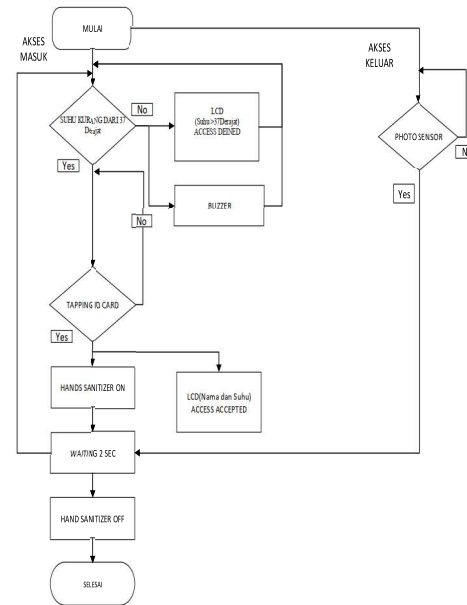 MULAI
AKSES
MASUK
AKSES
KELUAR
SUHU KURANG DARI 37
Derajat
No
LCD
(Suhu >37Derajat)
ACCESS DEINED
PHOTO SENSOR
N
Yes
Yes
BUZZER
No
TAPPING ID CARD
Yes
HANDS SANITIZER ON
LCD(Nama dan Suhu)
ACCESS ACCEPTED
WAITING 2 SEC
HAND SANITIZER OFF
SELESAI